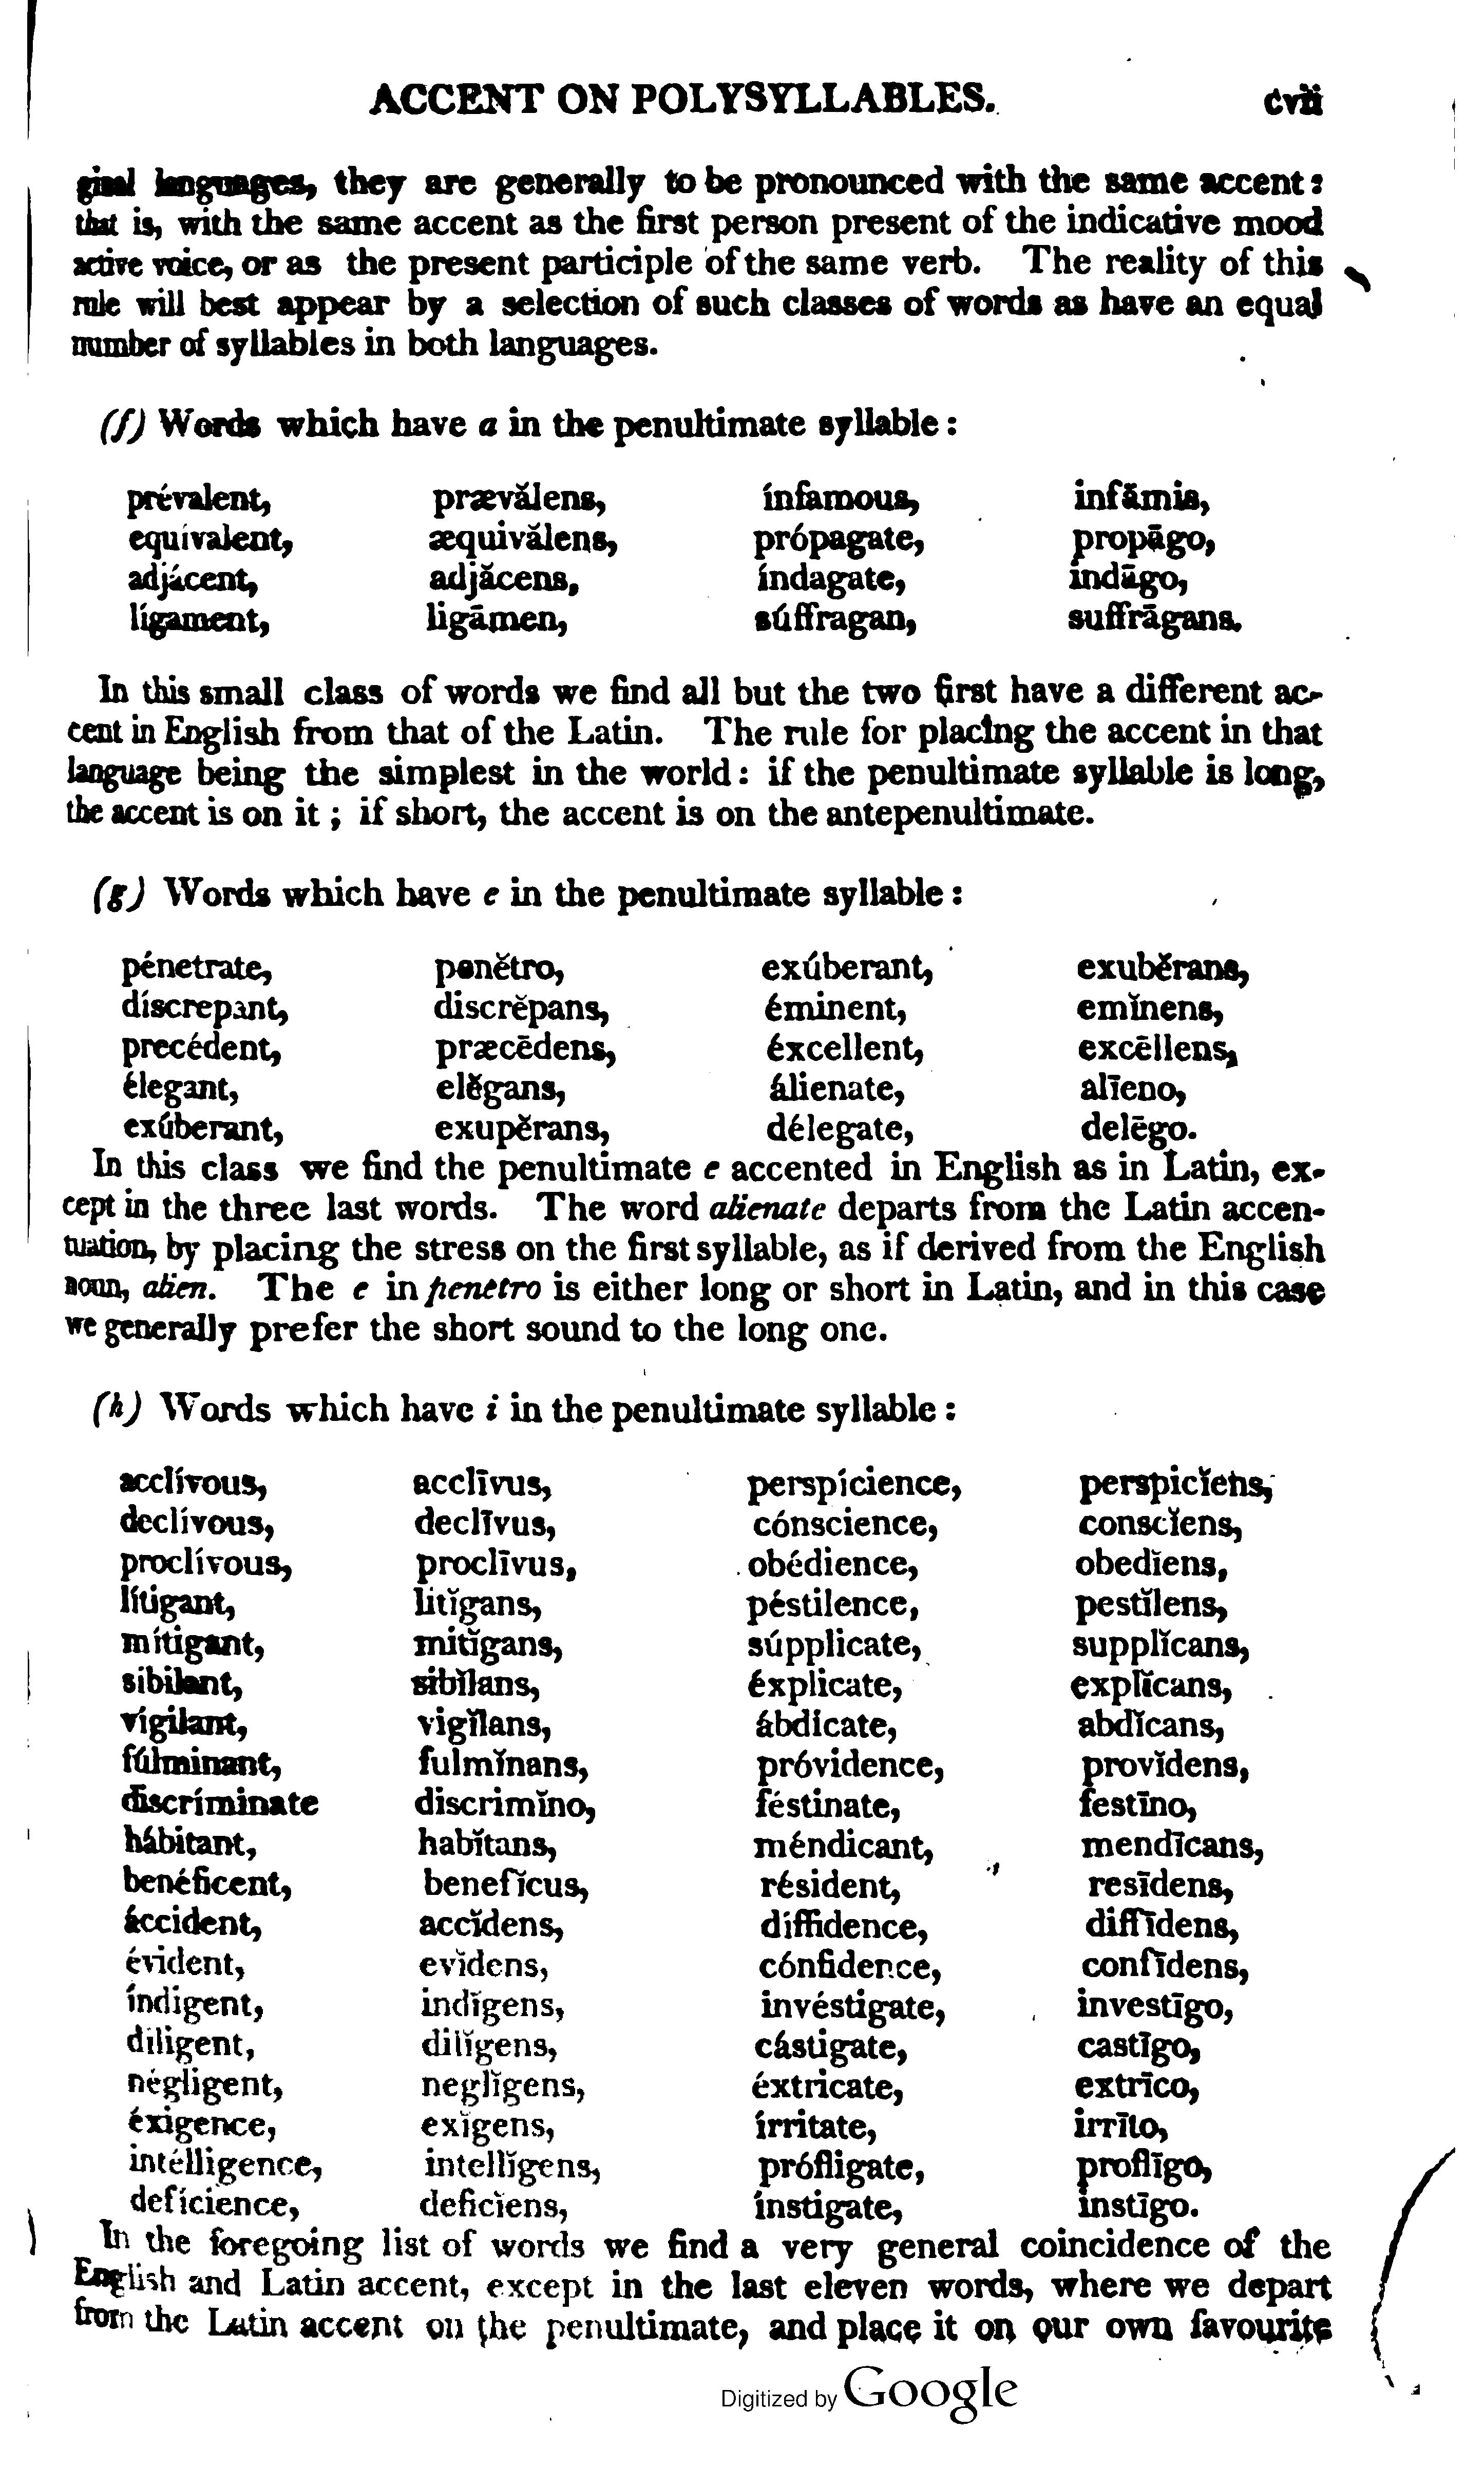 ACCENT ON POLYSYLLABLES. cvii
ginal languages, they are generally to be pronounced with the same accent:
that is, with the same accent as the first person present of the indicative mood
active voice, or as the present participle of the same verb. The reality of this
rule will best appear by a selection of such classes of words as have an equal
number of syllables in both languages.
(f) Words which have a in the penultimate syllable :
prévalent, prævălens, ínfamous, infămis,
equívalent, æquivălens, própagate, propāgo,
adjácent, adjăcens, índagate, indāgo,
lígament, ligāmen, súffragan, suffrāgans.
In this small class of words we find all but the two first have a different ac-
cent in English from that of the Latin. The rule for placing the accent in that
language being the simplest in the world: if the penultimate syllable is long,
the accent is on it ; if short, the accent is on the antepenultimate.
(g) Words which have e in the penultimate syllable :
pénetrate, penĕtro, exúberant, exubĕrans,
díscrepant, discrĕpans, éminent, emĭnens,
precédent, præcēdens, éxcellent, excēllens,
élegant, elĕgans, álienate, aliēno,
exúberant, exupĕrans, délegate, delēgo.
In this class we find the penultimate e accented in English as in Latin, ex-
cept in the three last words. The word alienate departs from the Latin accen-
tuation, by placing the stress on the first syllable, as if derived from the English
noun, alien. The e in penetro is either long or short in Latin, and in this case
we generally prefer the short sound to the long one.
(h) Words which have i in the penultimate syllable :
acclívous, acclīvus, perspícience, perspicĭens,
declívous, declīvus, cónscience, conscĭens,
proclívous, proclīvus, obédience, obedĭens,
lítigant, litĭgans, péstilence, pestĭlens,
mítigant, mitĭgans, súpplicate, supplĭcans,
síbilant, sibĭlans, éxplicate, explĭcans,
vígilant, vigĭlans, ábdicate, abdĭcans,
fúlminant, fulmĭnans, próvidence, provĭdens,
discríminate discrimĭno, féstinate, festīno,
hábitant, habĭtans, méndicant, mendīcans,
benéficent, benefĭcus, résident, resīdens,
áccident, accĭdens, díffidence, diffīdens,
évident, evĭdens, cónfidence, confīdens,
índigent, indĭgens, invéstigate, investīgo,
díligent, dilĭgens, cástigate, castīgo,
négligent, neglĭgens, éxtricate, extrīco,
éxigence, exĭgens, írritate, irrīto,
intélligence, intellĭgens, prófligate, proflīgo,
defícience, deficĭens, ínstigate, instīgo.
In the foregoing list of words we find a very general coincidence of the
English and Latin accent, except in the last eleven words, where we depart
from the Latin accent on the penultimate, and place it on our own favourite
Digitized by Google